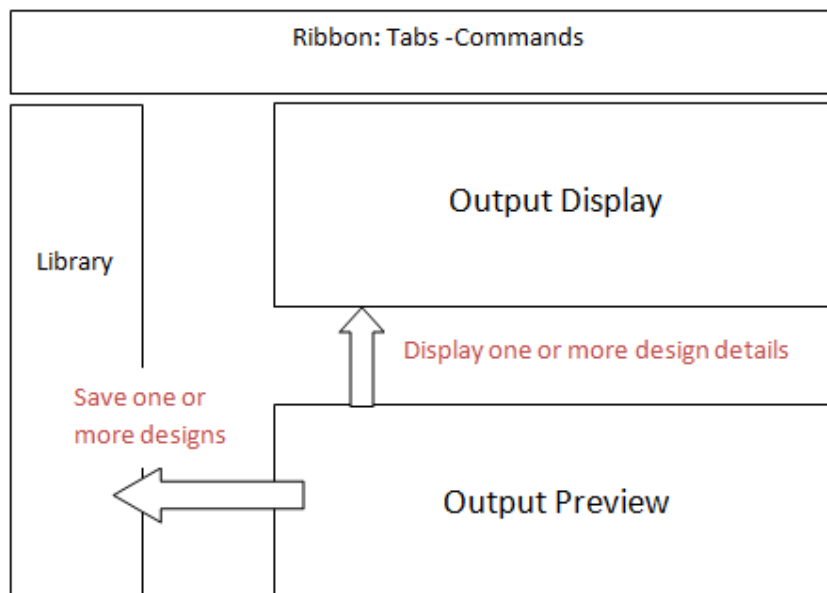 Ribbon: Tabs -Commands
Output Display
Library
Display one or more design details
Save one or
more designs
Output Preview